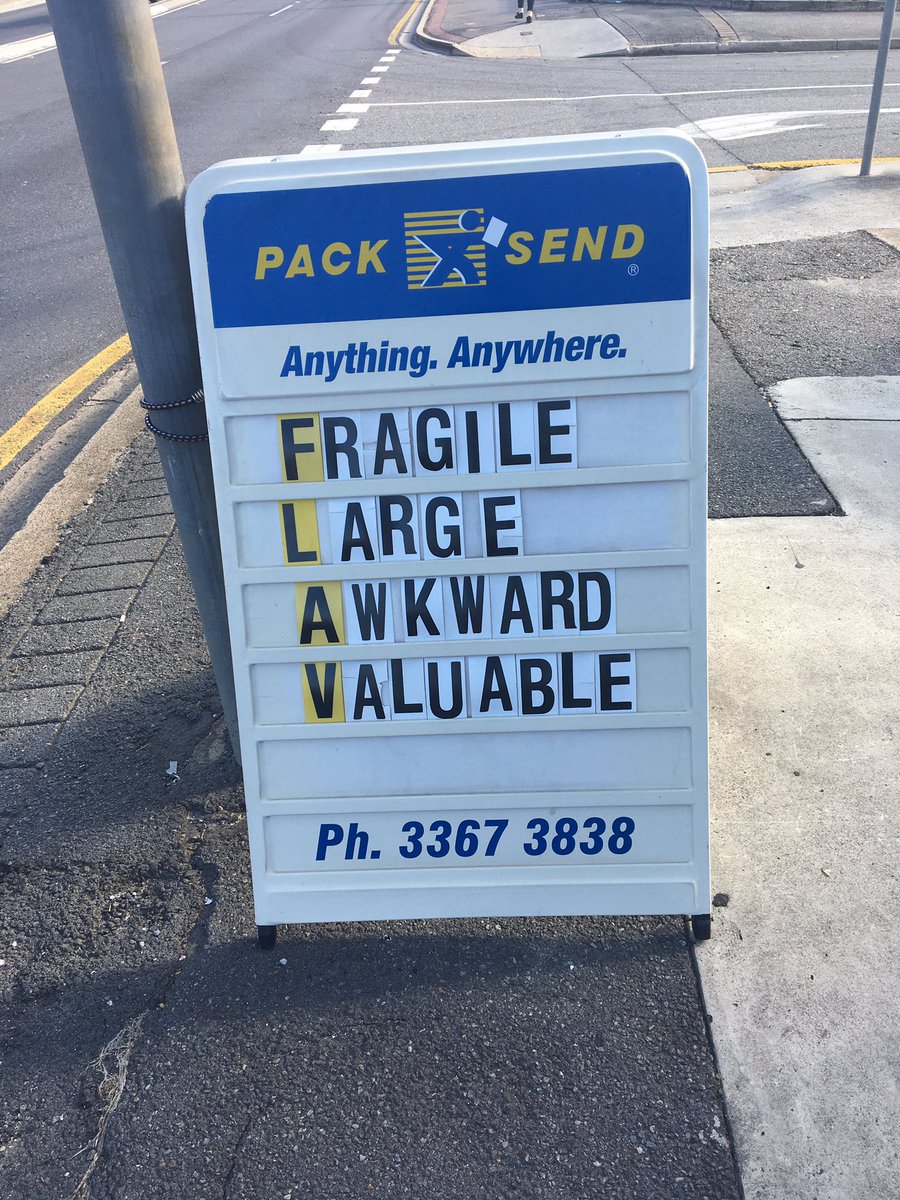 PACK SEND ®
Anything. Anywhere.
FRAGILE
LARGE
AWKWARD
VALUABLE
Ph. 3367 3838